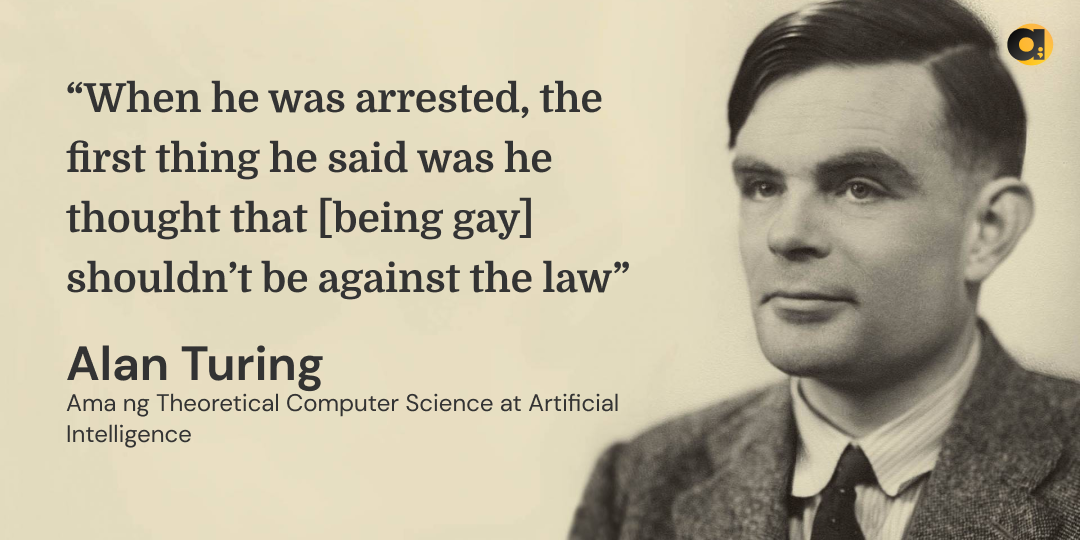 “When he was arrested, the
first thing he said was he
thought that [being gay]
shouldn’t be against the law”
Alan Turing
Ama ng Theoretical Computer Science at Artificial
Intelligence